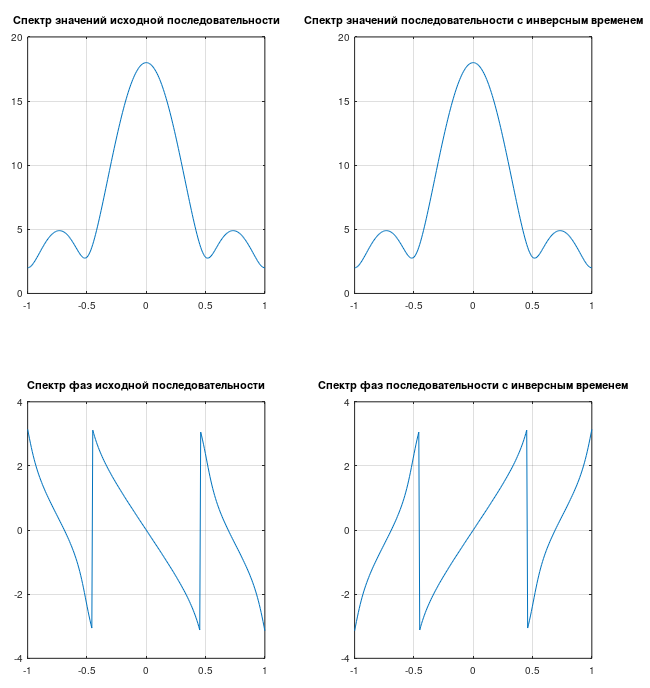 Спектр значений исходной последовательности
20
15
10
5
0
-1 -0.5 0 0.5 1
Спектр значений последовательности с инверсным временем
20
15
10
5
0
-1 -0.5 0 0.5 1
Спектр фаз исходной последовательности
4
2
0
-2
-4
-1 -0.5 0 0.5 1
Спектр фаз последовательности с инверсным временем
4
2
0
-2
-4
-1 -0.5 0 0.5 1